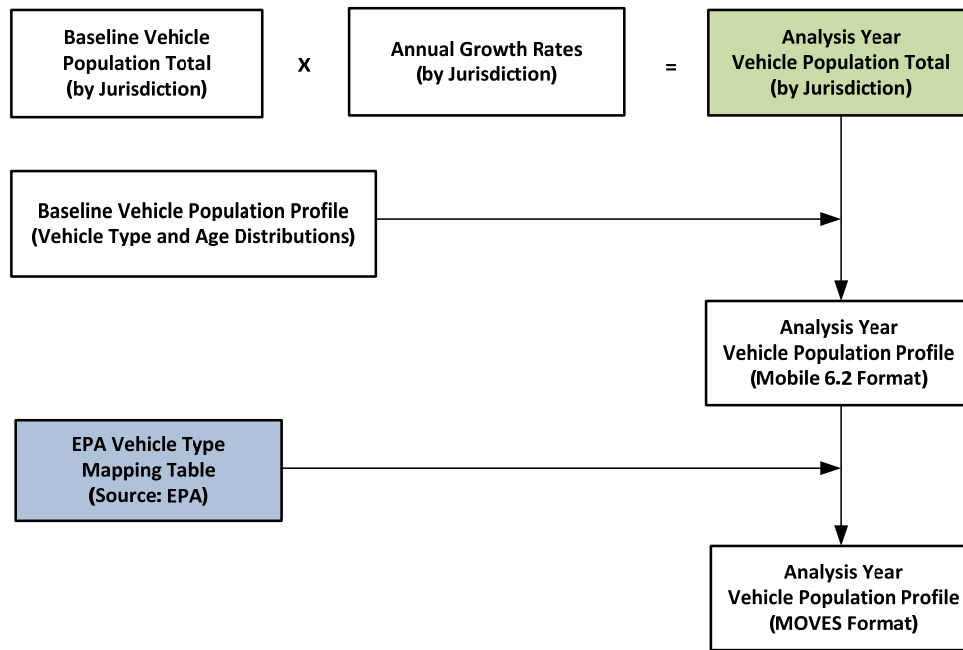 Baseline Vehicle
Population Total
(by Jurisdiction)
X
Annual Growth Rates
(by Jurisdiction)
=
Analysis Year
Vehicle Population Total
(by Jurisdiction)
Baseline Vehicle Population Profile
(Vehicle Type and Age Distributions)
Analysis Year
Vehicle Population Profile
(Mobile 6.2 Format)
EPA Vehicle Type
Mapping Table
(Source: EPA)
Analysis Year
Vehicle Population Profile
(MOVES Format)